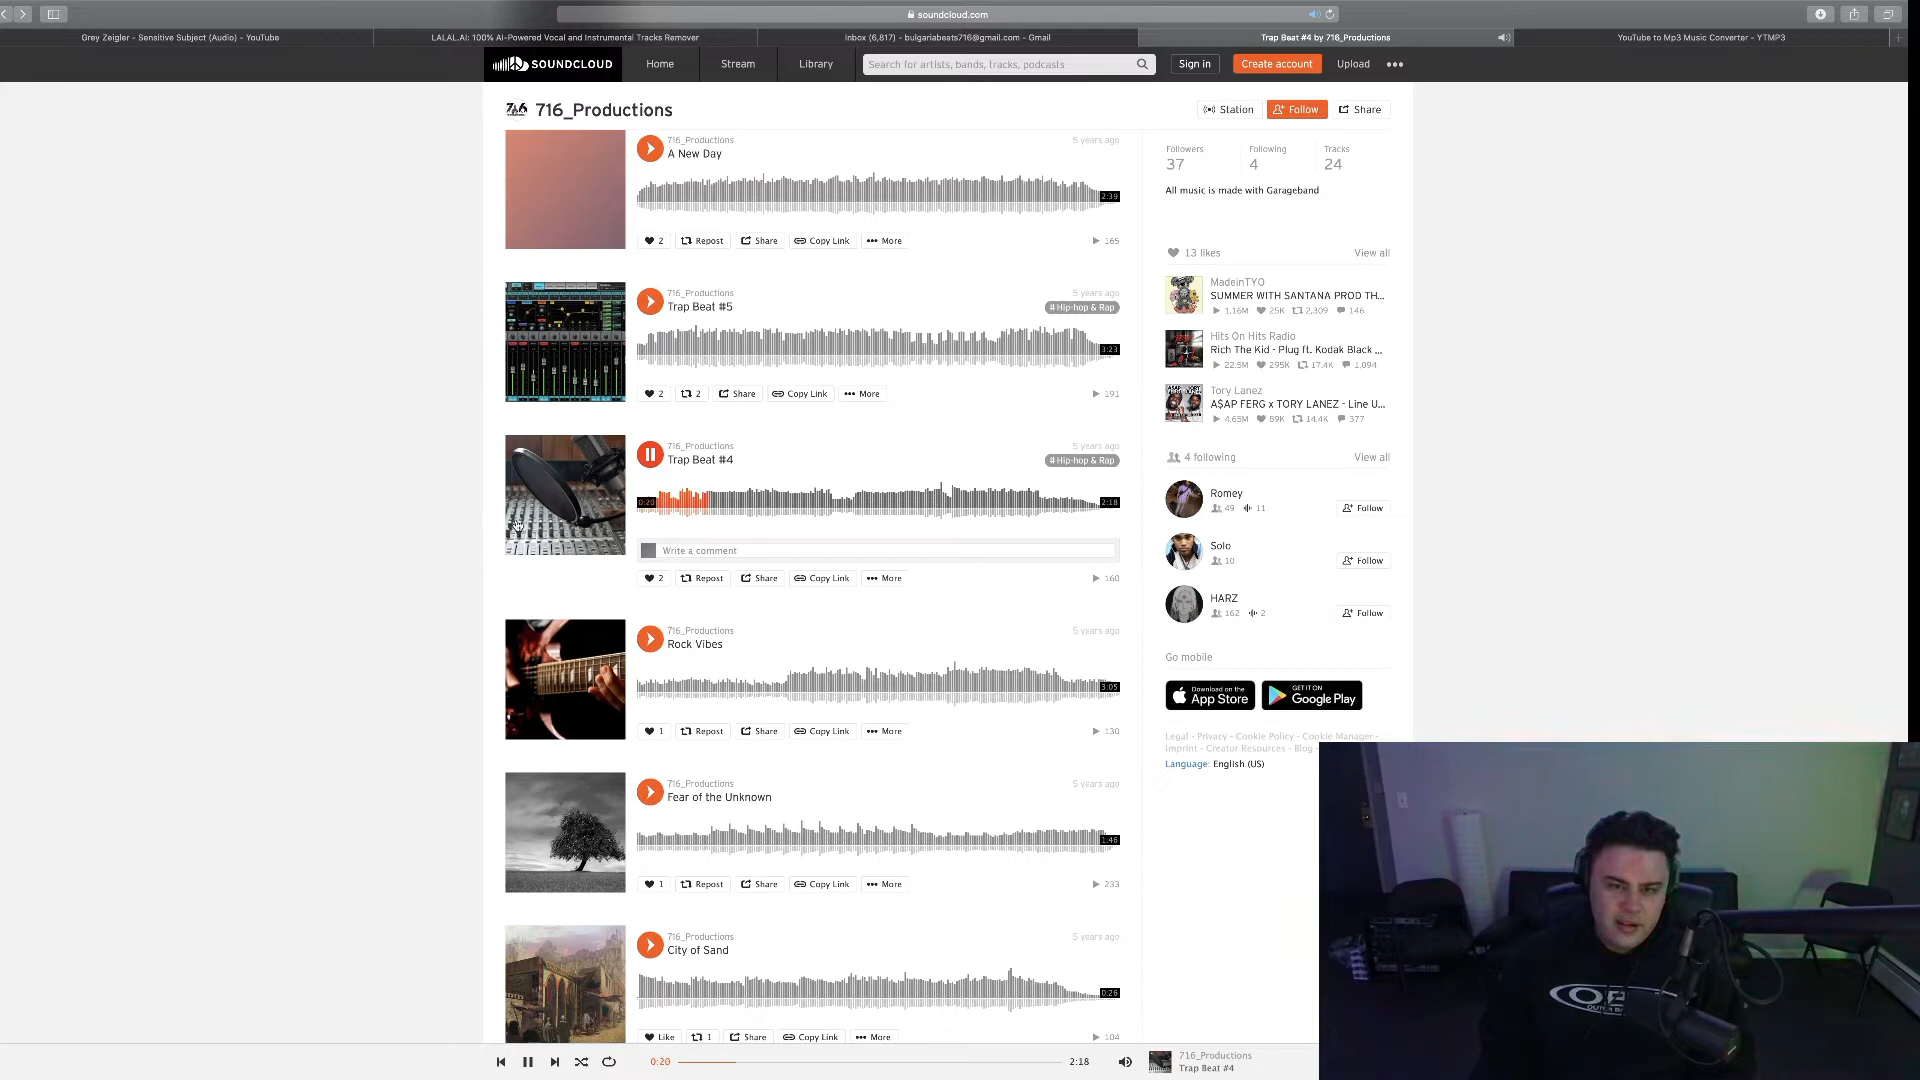 soundcloud.com
Grey Zeigler - Sensitive Subject (Audio) - YouTube
LALAL.AI: 100% AI-Powered Vocal and Instrumental Tracks Remover
Inbox (6,817) - bulgariabeats716@gmail.com - Gmail
Trap Beat #4 by 716_Productions
YouTube to Mp3 Music Converter - YTMP3
SOUNDCLOUD
Home
Stream
Library
Search for artists, bands, tracks, podcasts
Sign in
Create account
Upload
716_Productions
Station
Follow
Share
716_Productions
5 years ago
A New Day
2:39
2
Repost
Share
Copy Link
More
165
716_Productions
5 years ago
Trap Beat #5
# Hip-hop & Rap
3:23
2
2
Share
Copy Link
More
191
716_Productions
5 years ago
Trap Beat #4
# Hip-hop & Rap
0:20
2:18
Write a comment
2
Repost
Share
Copy Link
More
160
716_Productions
5 years ago
Rock Vibes
3:05
1
Repost
Share
Copy Link
More
130
716_Productions
5 years ago
Fear of the Unknown
1:46
1
Repost
Share
Copy Link
More
233
716_Productions
5 years ago
City of Sand
0:26
Like
1
Share
Copy Link
More
104
Followers
37
Following
4
Tracks
24
All music is made with Garageband
13 likes
View all
MadeinTYO
SUMMER WITH SANTANA PROD TH...
1.16M
25K
2,309
146
Hits On Hits Radio
Rich The Kid - Plug ft. Kodak Black ...
22.5M
295K
17.4K
1,094
Tory Lanez
A$AP FERG x TORY LANEZ - Line U...
4.65M
89K
14.4K
377
4 following
View all
Romey
49
11
Follow
Solo
10
Follow
HARZ
162
2
Follow
Go mobile
Download on the
App Store
GET IT ON
Google Play
Legal - Privacy - Cookie Policy - Cookie Manager -
Imprint - Creator Resources - Blog -
Language: English (US)
0:20
2:18
716_Productions
Trap Beat #4